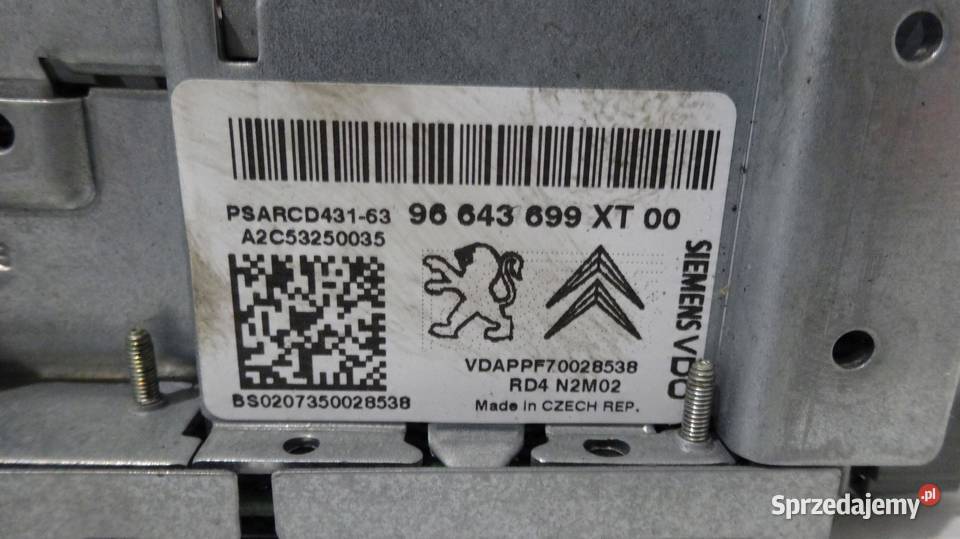 PSARCD431-63 96 643 699 XT 00
A2C53250035
SIEMENS VDO
VDAPPF70028538
RD4 N2M02
BS0207350028538
Made in CZECH REP.
Sprzedajemy.pl